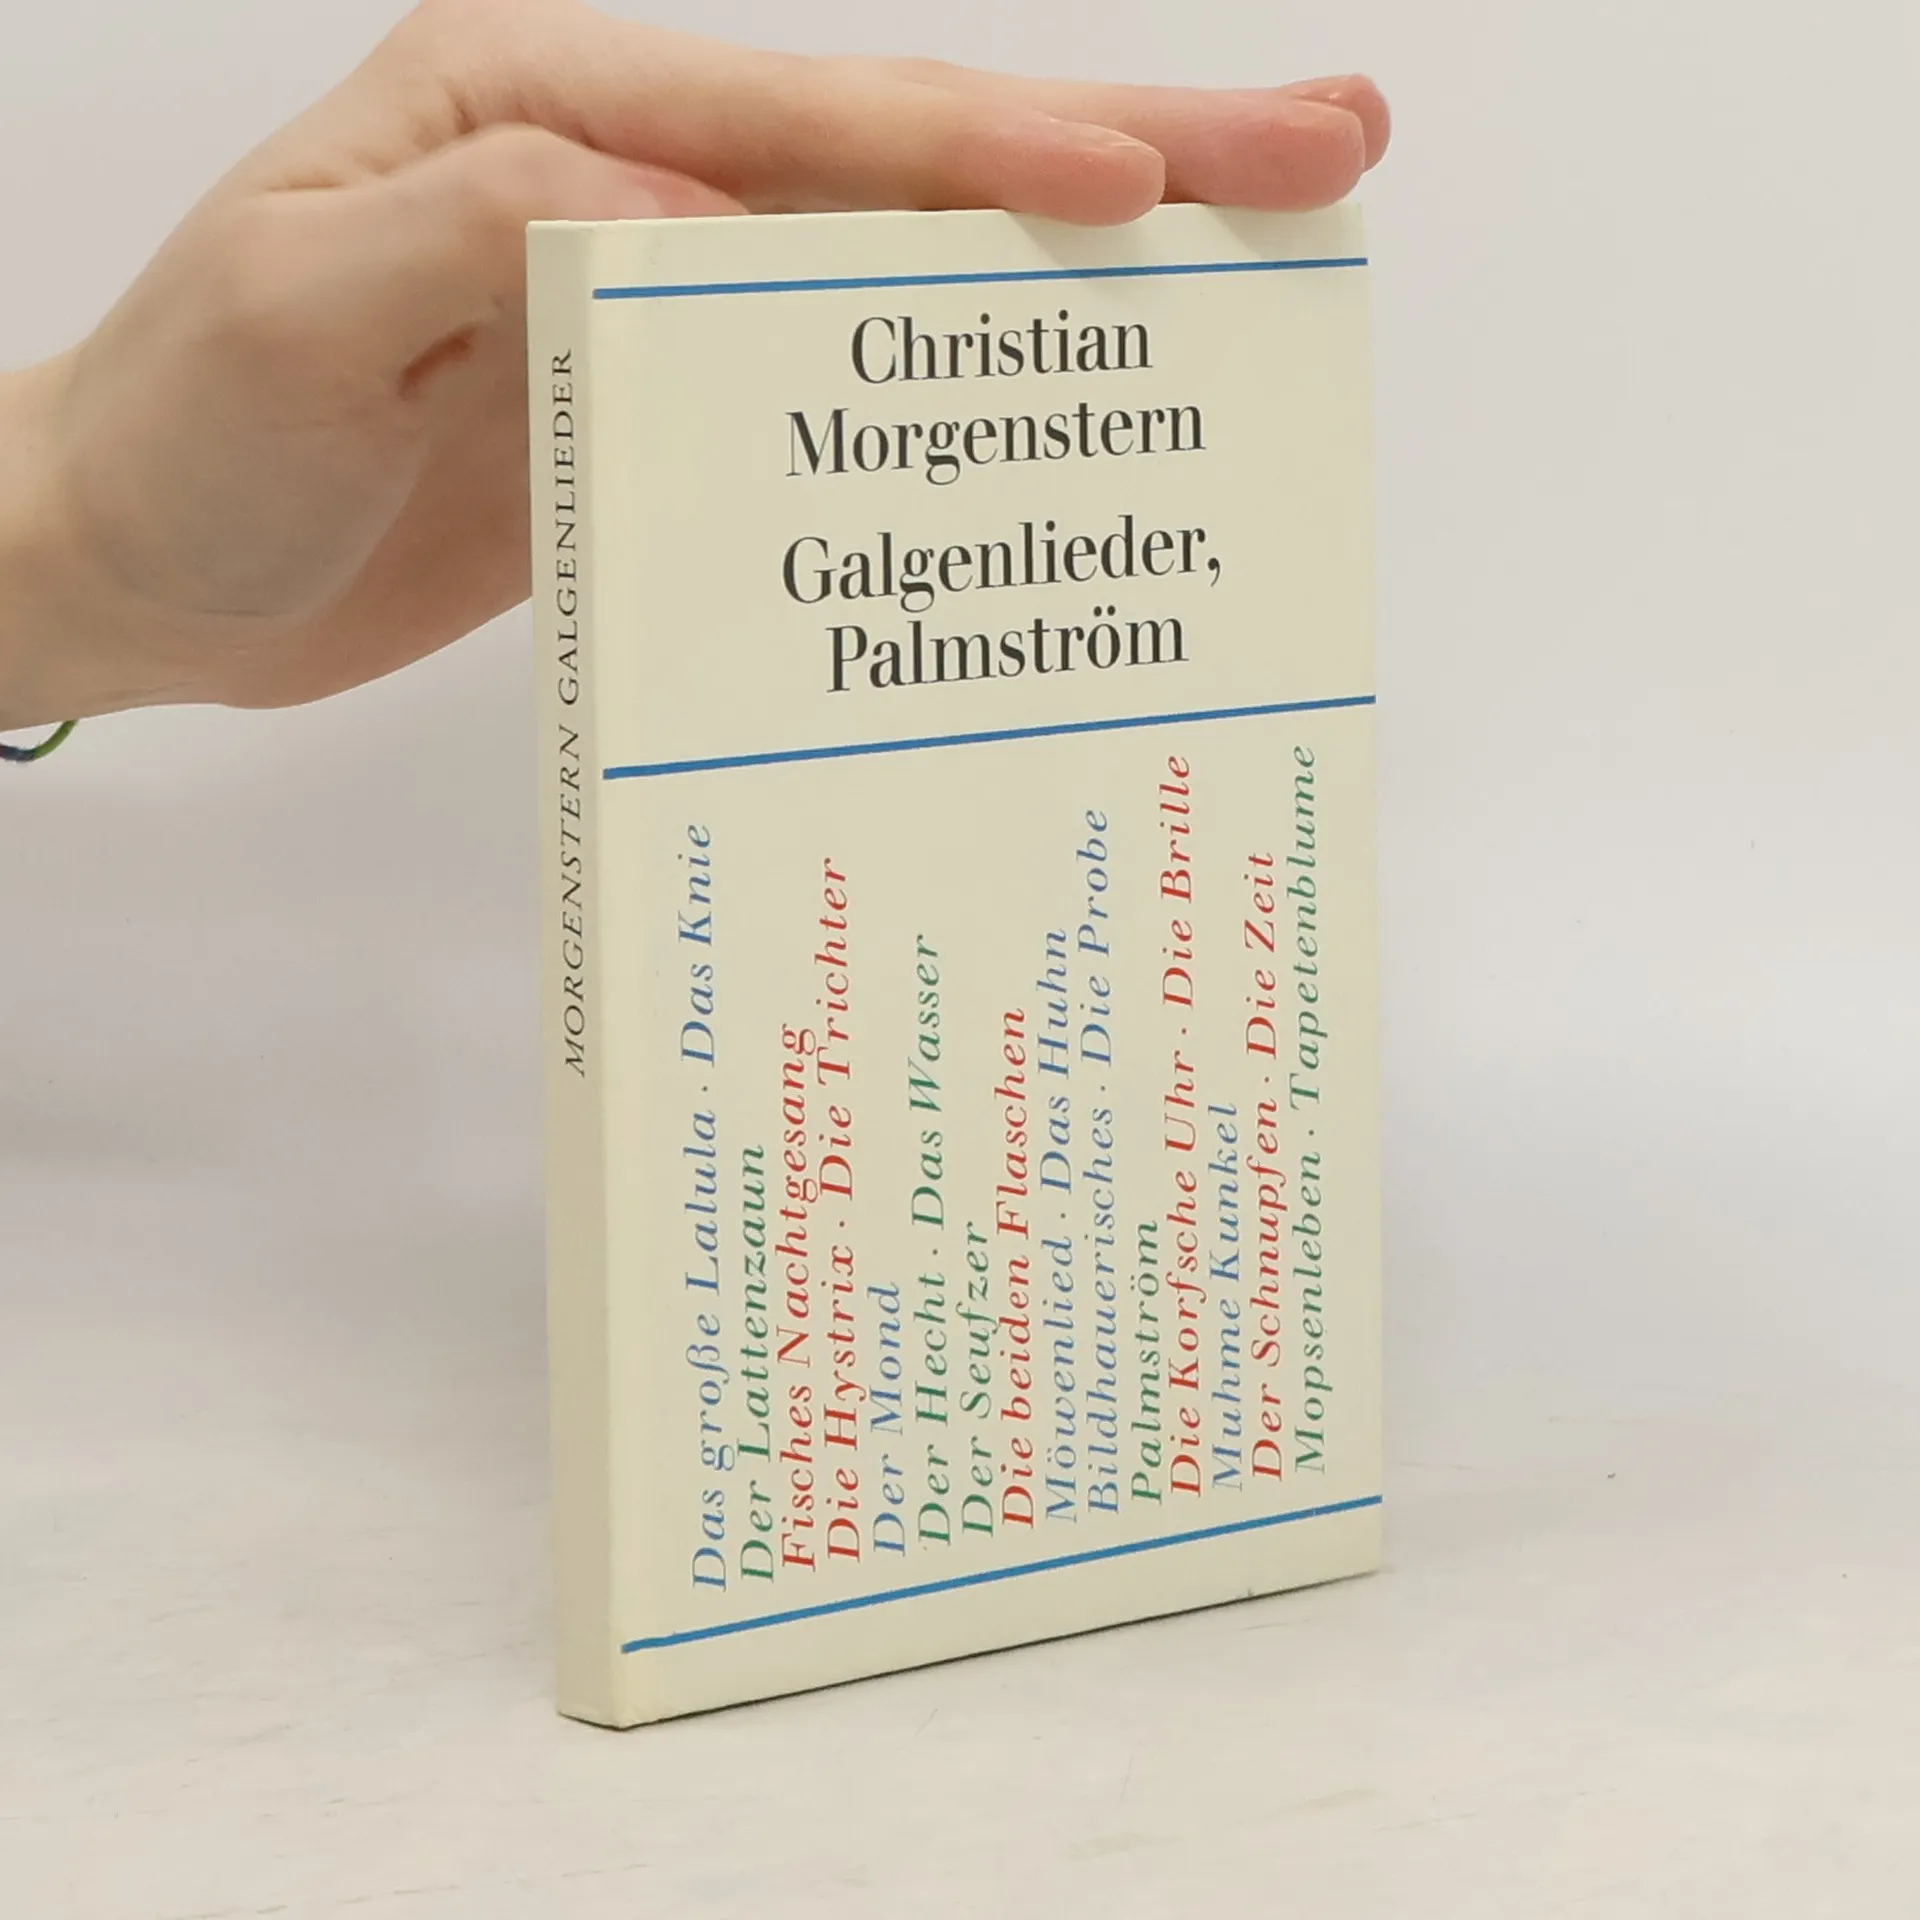 MORGENSTERN GALGENLIEDER
Christian
Morgenstern
Galgenlieder,
Palmström
Das große Lalula · Das Knie
Der Lattenzaun
Fisches Nachtgesang
Die Hystrix · Die Trichter
Der Mond
Der Hecht · Das Wasser
Der Seufzer
Die beiden Flaschen
Möwenlied · Das Huhn
Bildhauerisches · Die Probe
Palmström
Die Korfsche Uhr · Die Brille
Muhme Kunkel
Der Schnupfen · Die Zeit
Mopsenleben · Tapetenblume